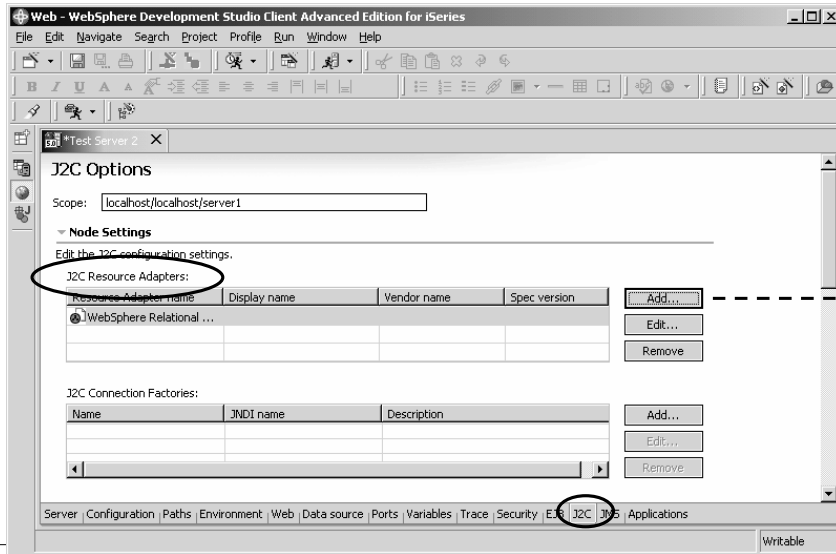 Web - WebSphere Development Studio Client Advanced Edition for iSeries
File Edit Navigate Search Project Profile Run Window Help
B I U A A
*Test Server 2 X
J2C Options
Scope: localhost/localhost/server1
Node Settings
Edit the J2C configuration settings.
J2C Resource Adapters:
Resource Adapter name Display name Vendor name Spec version Add...
WebSphere Relational ...
Edit...
Remove
J2C Connection Factories:
Name JNDI name Description Add...
Edit...
Remove
Server Configuration Paths Environment Web Data source Ports Variables Trace Security EJB J2C JMS Applications
Writable